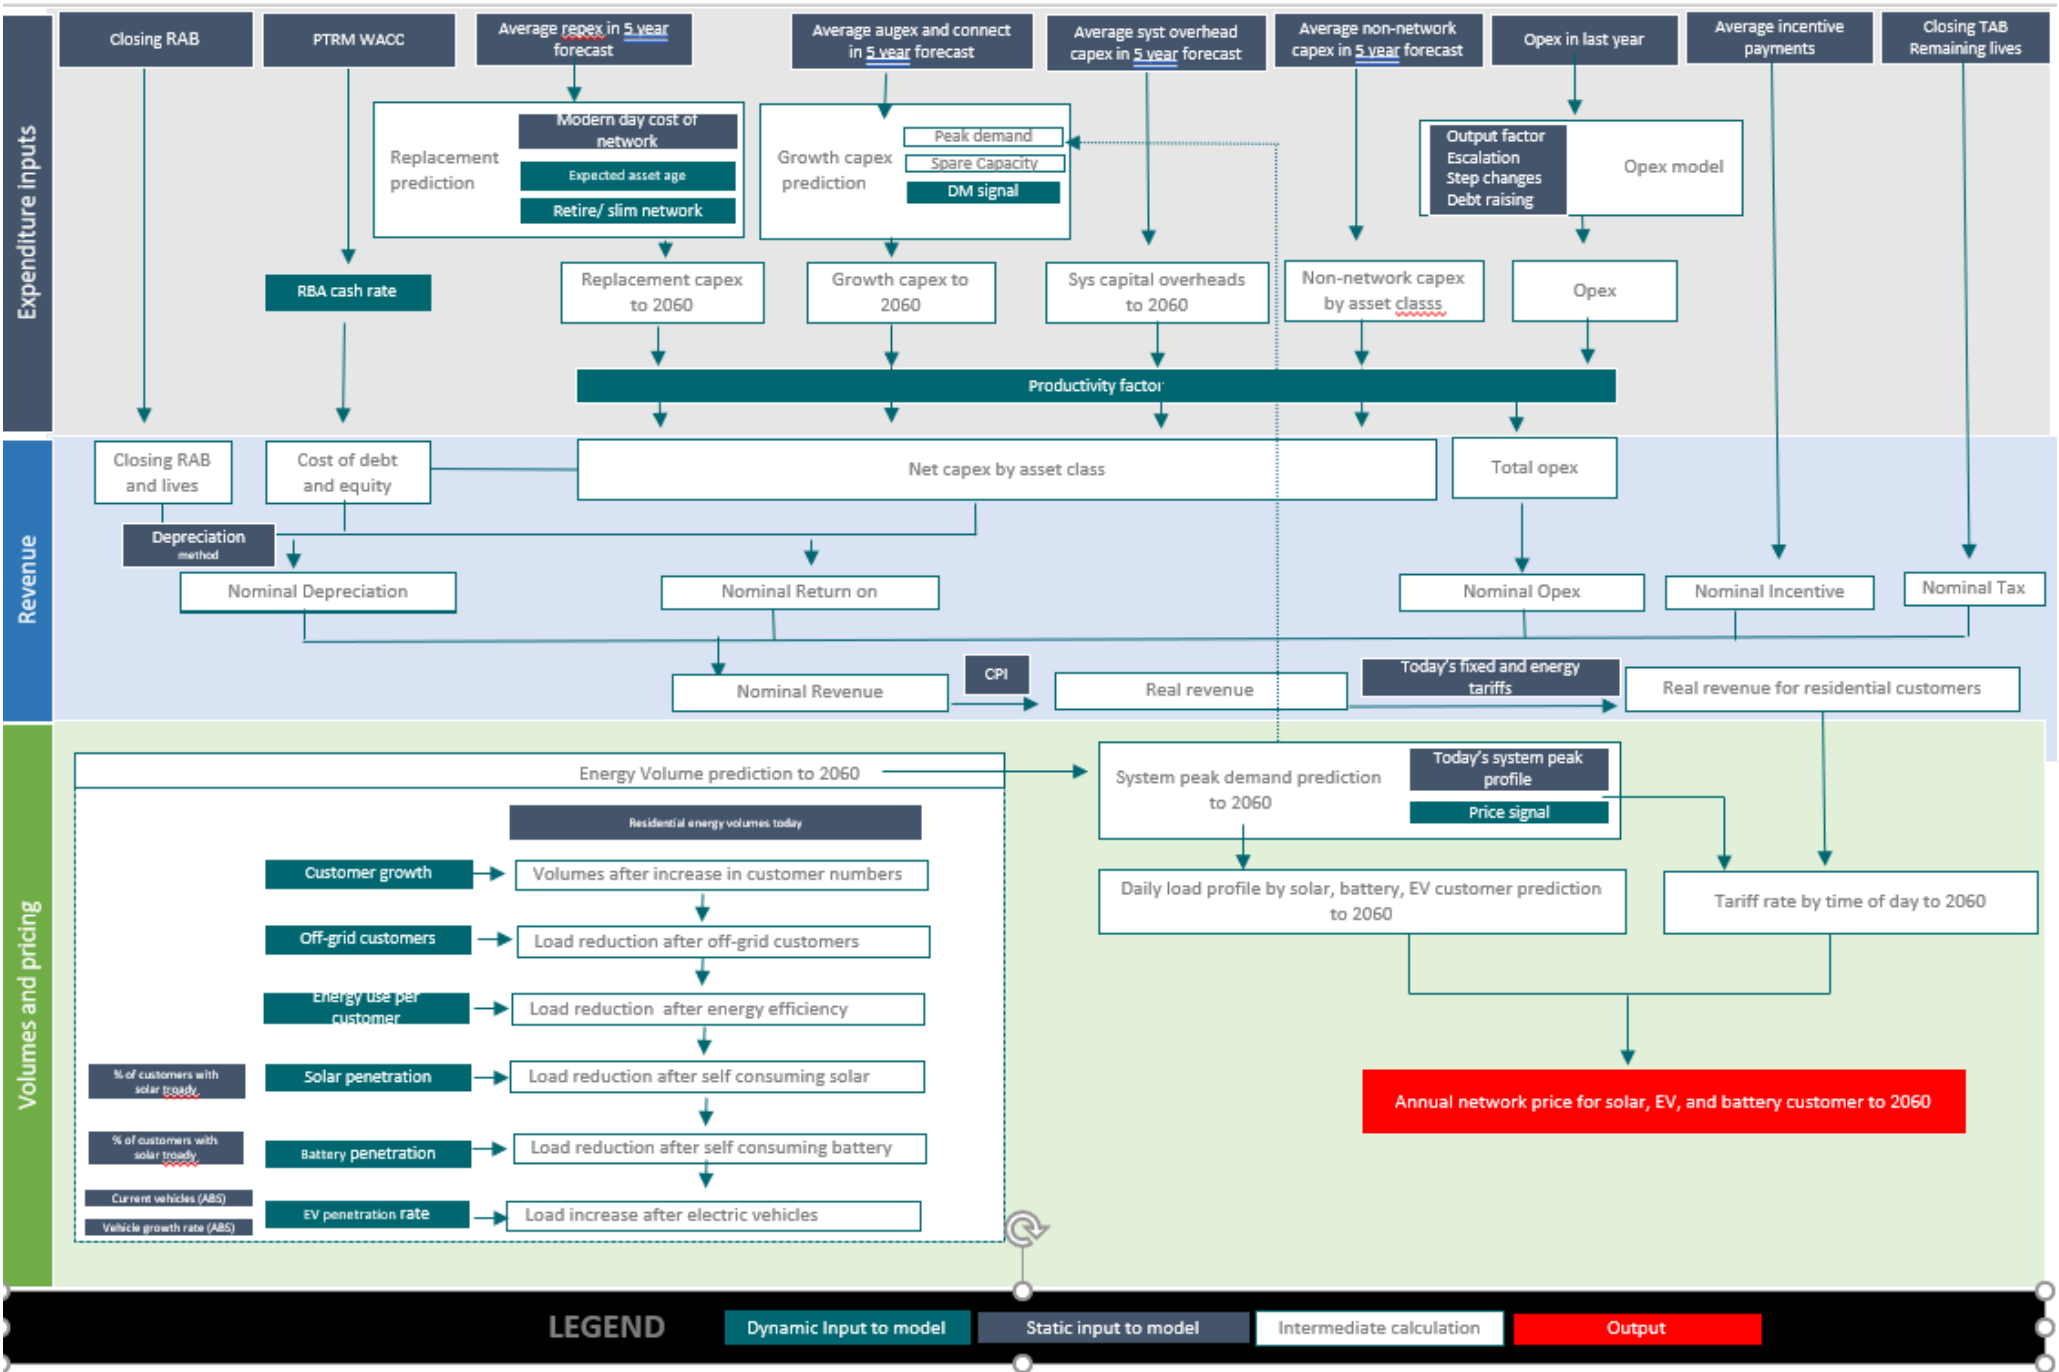 Expenditure inputs
Closing RAB
PTRM WACC
Average repex in 5 year
forecast
Average augex and connect
in 5 year forecast
Average syst overhead
capex in 5 year forecast
Average non-network
capex in 5 year forecast
Opex in last year
Average incentive
payments
Closing TAB
Remaining lives
Replacement
prediction
Modern day cost of
network
Expected asset age
Retire/ slim network
Growth capex
prediction
Peak demand
Spare Capacity
DM signal
Output factor
Escalation
Step changes
Debt raising
Opex model
RBA cash rate
Replacement capex
to 2060
Growth capex to
2060
Sys capital overheads
to 2060
Non-network capex
by asset classs
Opex
Productivity factor
Revenue
Closing RAB
and lives
Cost of debt
and equity
Net capex by asset class
Total opex
Depreciation
method
Nominal Depreciation
Nominal Return on
Nominal Opex
Nominal Incentive
Nominal Tax
Nominal Revenue
CPI
Real revenue
Today's fixed and energy
tariffs
Real revenue for residential customers
Volumes and pricing
Energy Volume prediction to 2060
Residential energy volumes today
Customer growth
Volumes after increase in customer numbers
Off-grid customers
Load reduction after off-grid customers
Energy use per
customer
Load reduction  after energy efficiency
% of customers with
solar troady
Solar penetration
Load reduction after self consuming solar
% of customers with
solar troady
Battery penetration
Load reduction after self consuming battery
Current vehicles (ABS)
Vehicle growth rate (ABS)
EV penetration rate
Load increase after electric vehicles
System peak demand prediction
to 2060
Today's system peak
profile
Price signal
Daily load profile by solar, battery, EV customer prediction
to 2060
Tariff rate by time of day to 2060
Annual network price for solar, EV, and battery customer to 2060
LEGEND
Dynamic Input to model
Static input to model
Intermediate calculation
Output